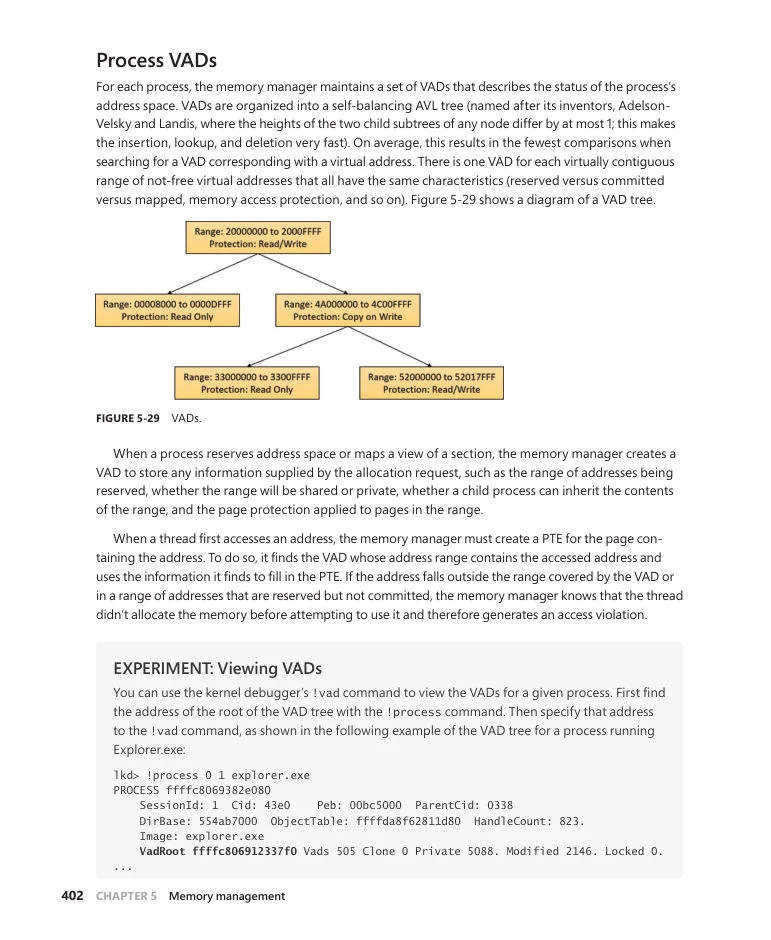 Process VADs
For each process, the memory manager maintains a set of VADs that describes the status of the process's
address space. VADs are organized into a self-balancing AVL tree (named after its inventors, Adelson-
Velsky and Landis, where the heights of the two child subtrees of any node differ by at most 1; this makes
the insertion, lookup, and deletion very fast). On average, this results in the fewest comparisons when
searching for a VAD corresponding with a virtual address. There is one VAD for each virtually contiguous
range of not-free virtual addresses that all have the same characteristics (reserved versus committed
versus mapped, memory access protection, and so on). Figure 5-29 shows a diagram of a VAD tree.
Range: 20000000 to 2000FFFF
Protection: Read/Write
Range: 00008000 to 0000DFFF
Protection: Read Only
Range: 4A000000 to 4C00FFFF
Protection: Copy on Write
Range: 33000000 to 3300FFFF
Protection: Read Only
Range: 52000000 to 52017FFF
Protection: Read/Write
FIGURE 5-29 VADs.
When a process reserves address space or maps a view of a section, the memory manager creates a
VAD to store any information supplied by the allocation request, such as the range of addresses being
reserved, whether the range will be shared or private, whether a child process can inherit the contents
of the range, and the page protection applied to pages in the range.
When a thread first accesses an address, the memory manager must create a PTE for the page con-
taining the address. To do so, it finds the VAD whose address range contains the accessed address and
uses the information it finds to fill in the PTE. If the address falls outside the range covered by the VAD or
in a range of addresses that are reserved but not committed, the memory manager knows that the thread
didn't allocate the memory before attempting to use it and therefore generates an access violation.
EXPERIMENT: Viewing VADs
You can use the kernel debugger's !vad command to view the VADs for a given process. First find
the address of the root of the VAD tree with the !process command. Then specify that address
to the !vad command, as shown in the following example of the VAD tree for a process running
Explorer.exe:
lkd> !process 0 1 explorer.exe
PROCESS ffffc8069382e080
SessionId: 1 Cid: 43e0 Peb: 00bc5000 ParentCid: 0338
DirBase: 554ab7000 ObjectTable: ffffda8f62811d80 HandleCount: 823.
Image: explorer.exe
VadRoot ffffc806912337f0 Vads 505 Clone 0 Private 5088. Modified 2146. Locked 0.
...
402 CHAPTER 5 Memory management